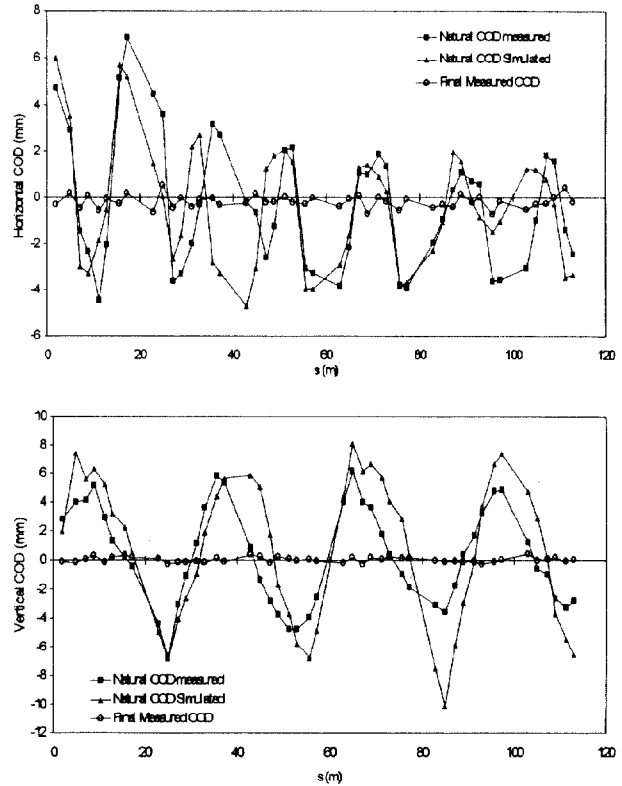 8
6
4
2
0
-2
-4
-6
Horizontal COD (mm)
Natural COD measured
Natural COD Simulated
Final Measured COD
0 20 40 60 80 100 120
s (m)
10
8
6
4
2
0
-2
-4
-6
-8
-10
-12
Vertical COD (mm)
Natural COD measured
Natural COD Simulated
Final Measured COD
0 20 40 60 80 100 120
s (m)